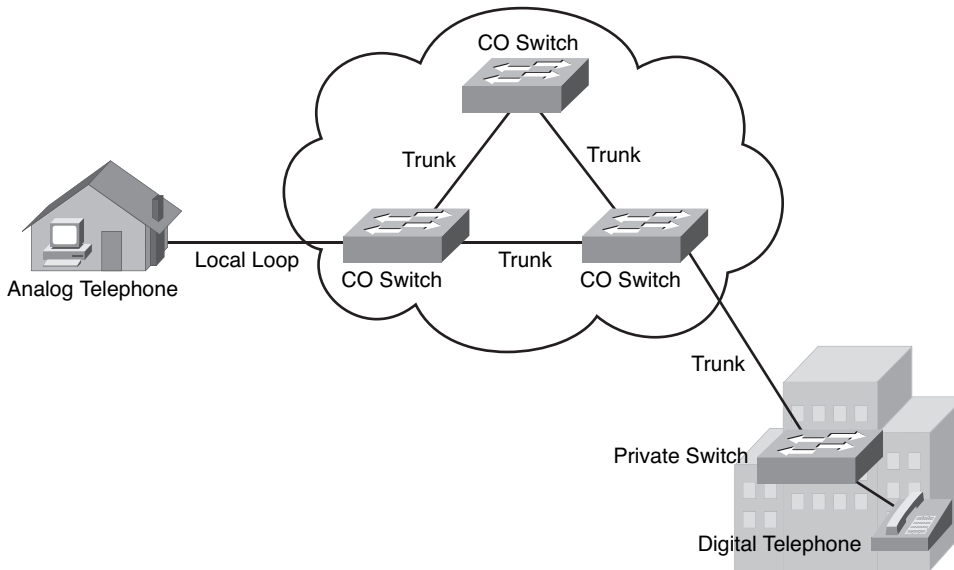 CO Switch
Trunk
Trunk
Local Loop
Trunk
Analog Telephone
CO Switch
CO Switch
Trunk
Private Switch
Digital Telephone